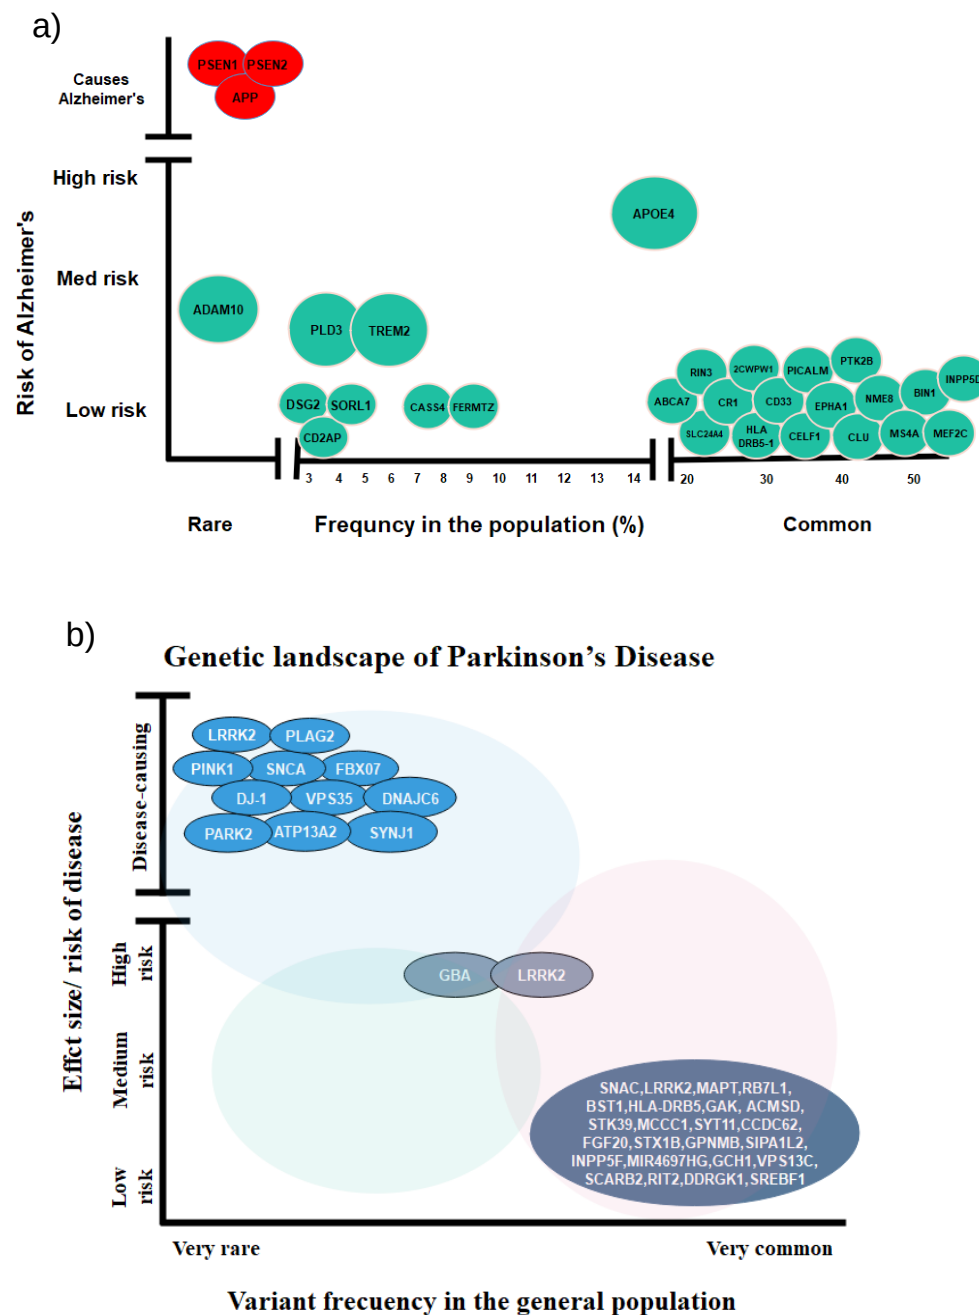 a)
PSEN1 PSEN2
APP
Causes
Alzheimer's
High risk
APOE4
Med risk
ADAM10
PLD3 TREM2
Risk of Alzheimer's
Low risk
DSG2 SORL1
CD2AP
CASS4 FERMTZ
RIN3 2CWPW1 PICALM PTK2B
INPP5D
ABCA7 CR1 CD33 EPHA1 NME8 BIN1
SLC24A4 HLA DRB5-1 CELF1 CLU MS4A MEF2C
3 4 5 6 7 8 9 10 11 12 13 14 20 30 40 50
Rare Frequncy in the population (%) Common
b)
Genetic landscape of Parkinson's Disease
LRRK2 PLAG2
PINK1 SNCA FBX07
DJ-1 VPS35 DNAJC6
PARK2 ATP13A2 SYNJ1
Disease-causing
Effct size/ risk of disease
High
risk
GBA LRRK2
Medium
risk
SNAC,LRRK2,MAPT,RB7L1,
BST1,HLA-DRB5,GAK, ACMSD,
STK39,MCCC1,SYT11,CCDC62,
FGF20,STX1B,GPNMB,SIPA1L2,
INPP5F,MIR4697HG,GCH1,VPS13C,
SCARB2,RIT2,DDRGK1,SREBF1
Low
risk
Very rare Very common
Variant frecuency in the general population